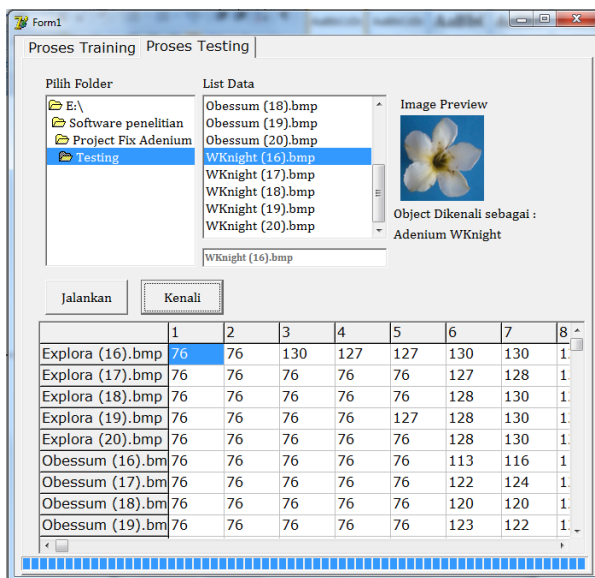 Form1
Proses Training Proses Testing
Pilih Folder
E:\
Software penelitian
Project Fix Adenium
Testing
List Data
Obessum (18).bmp
Obessum (19).bmp
Obessum (20).bmp
WKnight (16).bmp
WKnight (17).bmp
WKnight (18).bmp
WKnight (19).bmp
WKnight (20).bmp
WKnight (16).bmp
Image Preview
Object Dikenali sebagai :
Adenium WKnight
Jalankan Kenali
1 2 3 4 5 6 7 8
Explora (16).bmp 76 76 130 127 127 130 130
Explora (17).bmp 76 76 76 76 76 127 128
Explora (18).bmp 76 76 76 76 76 128 130
Explora (19).bmp 76 76 76 76 127 128 130
Explora (20).bmp 76 76 76 76 76 128 130
Obessum (16).bm 76 76 76 76 76 113 116
Obessum (17).bm 76 76 76 76 76 122 124
Obessum (18).bm 76 76 76 76 76 120 120
Obessum (19).bm 76 76 76 76 76 123 122